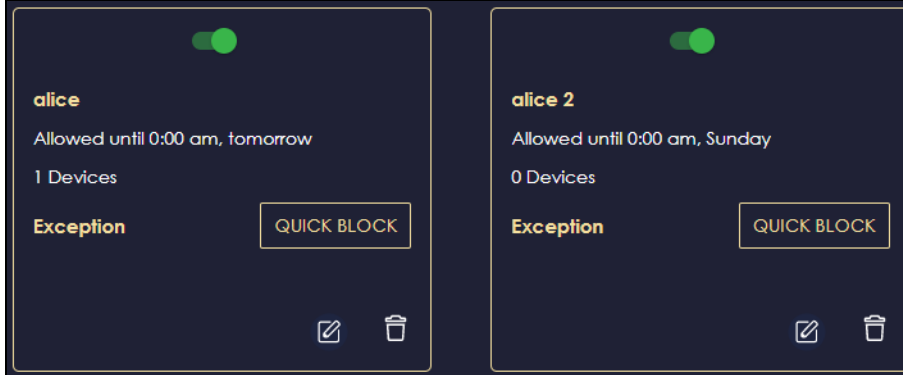 alice
Allowed until 0:00 am, tomorrow
1 Devices
Exception
QUICK BLOCK
alice 2
Allowed until 0:00 am, Sunday
0 Devices
Exception
QUICK BLOCK